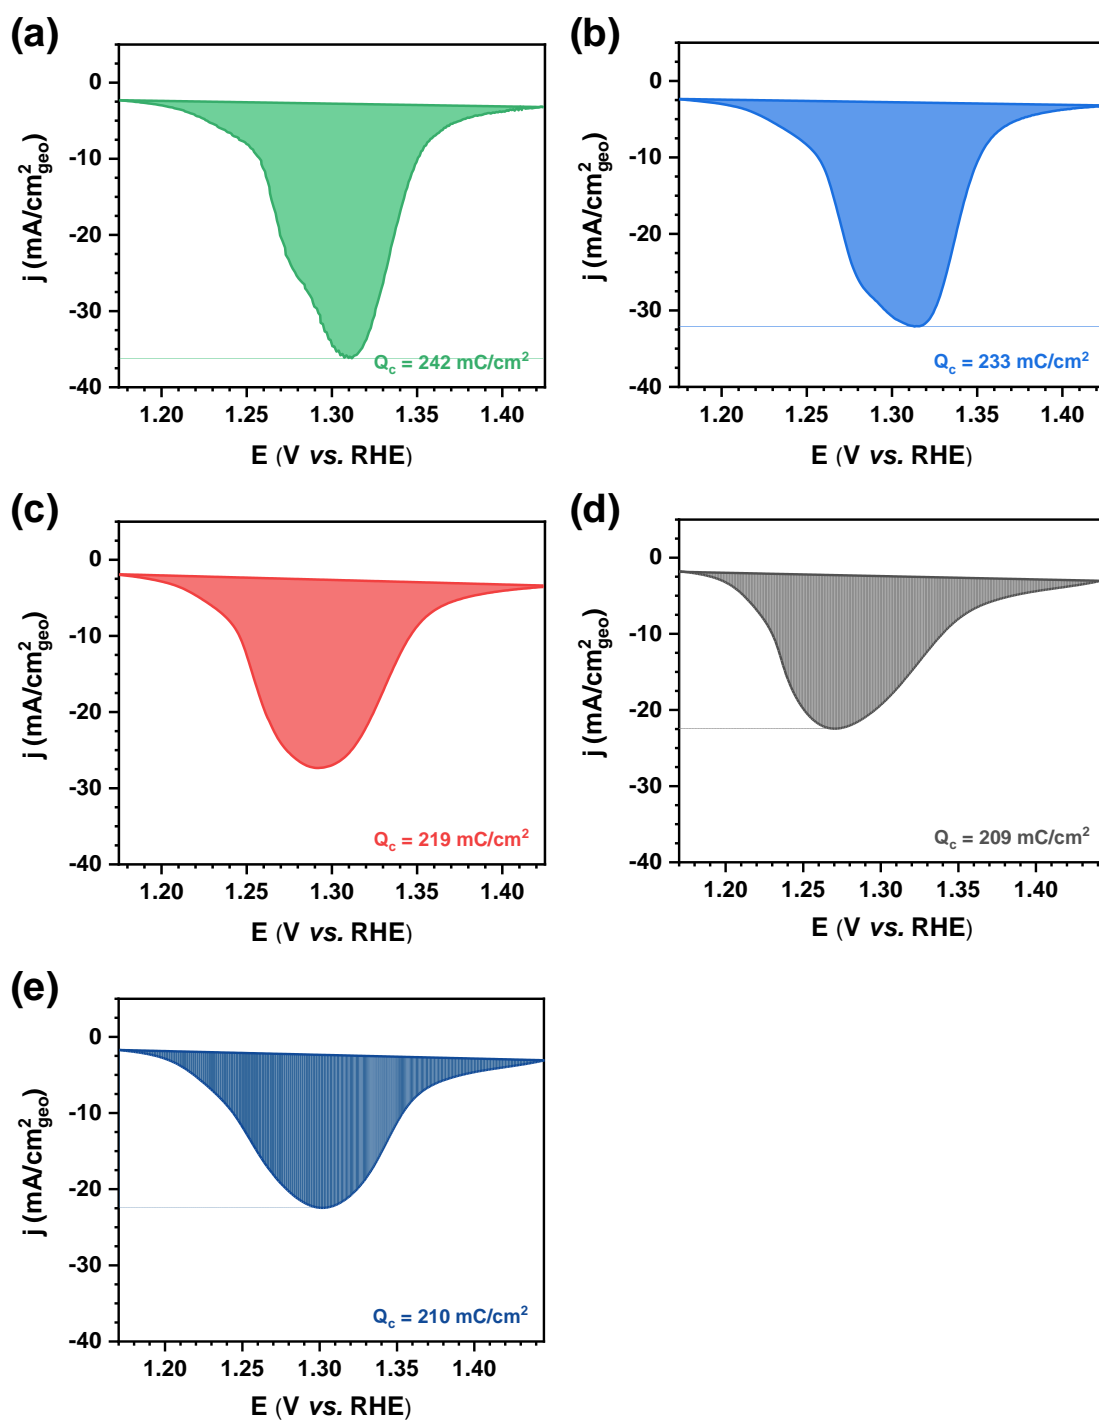 (a)
0
-10
-20
-30
-40
j (mA/cm²geo)
Qc = 242 mC/cm²
1.20 1.25 1.30 1.35 1.40
E (V vs. RHE)
(b)
0
-10
-20
-30
-40
j (mA/cm²geo)
Qc = 233 mC/cm²
1.20 1.25 1.30 1.35 1.40
E (V vs. RHE)
(c)
0
-10
-20
-30
-40
j (mA/cm²geo)
Qc = 219 mC/cm²
1.20 1.25 1.30 1.35 1.40
E (V vs. RHE)
(d)
0
-10
-20
-30
-40
j (mA/cm²geo)
Qc = 209 mC/cm²
1.20 1.25 1.30 1.35 1.40
E (V vs. RHE)
(e)
0
-10
-20
-30
-40
j (mA/cm²geo)
Qc = 210 mC/cm²
1.20 1.25 1.30 1.35 1.40
E (V vs. RHE)